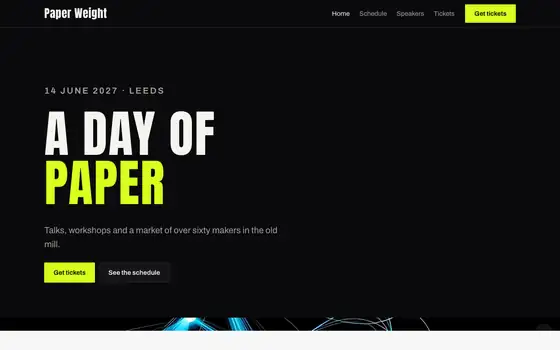 Paper Weight
Home Schedule Speakers Tickets Get tickets
14 JUNE 2027 · LEEDS
A DAY OF
PAPER
Talks, workshops and a market of over sixty makers in the old
mill.
Get tickets See the schedule